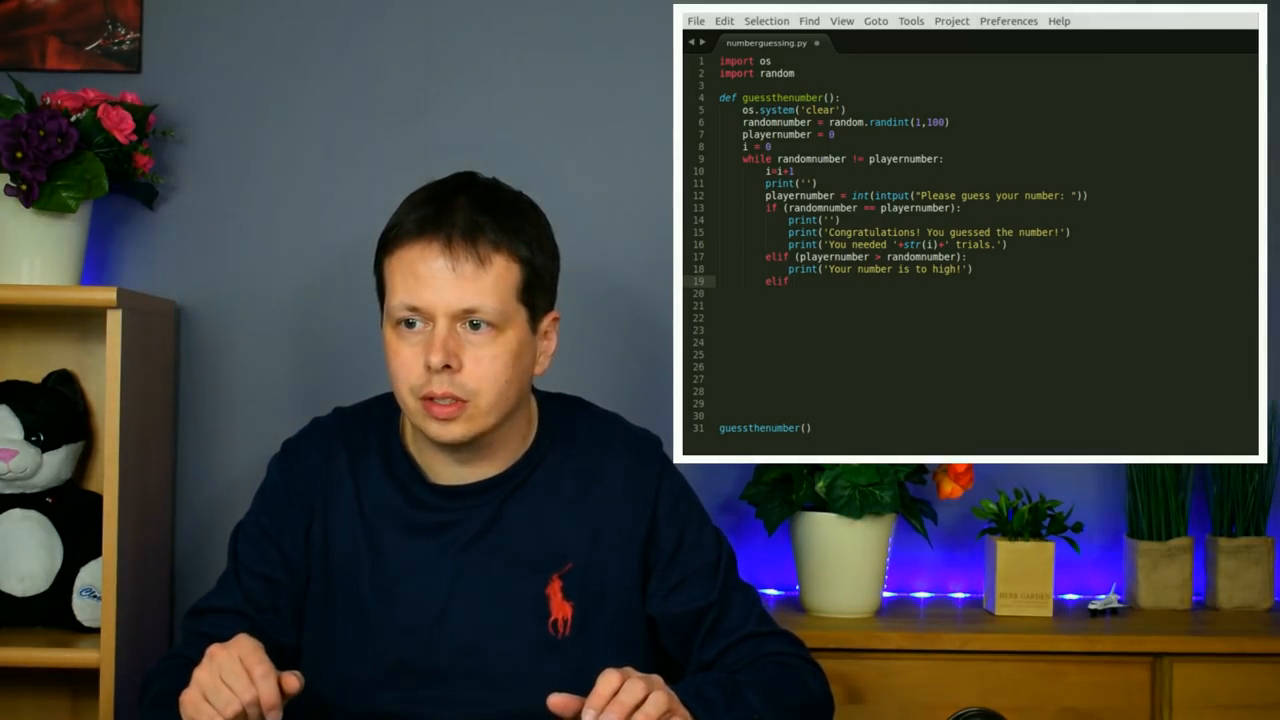 File Edit Selection Find View Goto Tools Project Preferences Help
numberguessing.py
1 import os
2 import random
3
4 def guessthenumber():
5 os.system('clear')
6 randomnumber = random.randint(1,100)
7 playernumber = 0
8 i = 0
9 while randomnumber != playernumber:
10 i=i+1
11 print('')
12 playernumber = int(intput("Please guess your number: "))
13 if (randomnumber == playernumber):
14 print('')
15 print('Congratulations! You guessed the number!')
16 print('You needed '+str(i)+' trials.')
17 elif (playernumber > randomnumber):
18 print('Your number is to high!')
19 elif
20
21
22
23
24
25
26
27
28
29
30
31 guessthenumber()
HERB GARDEN